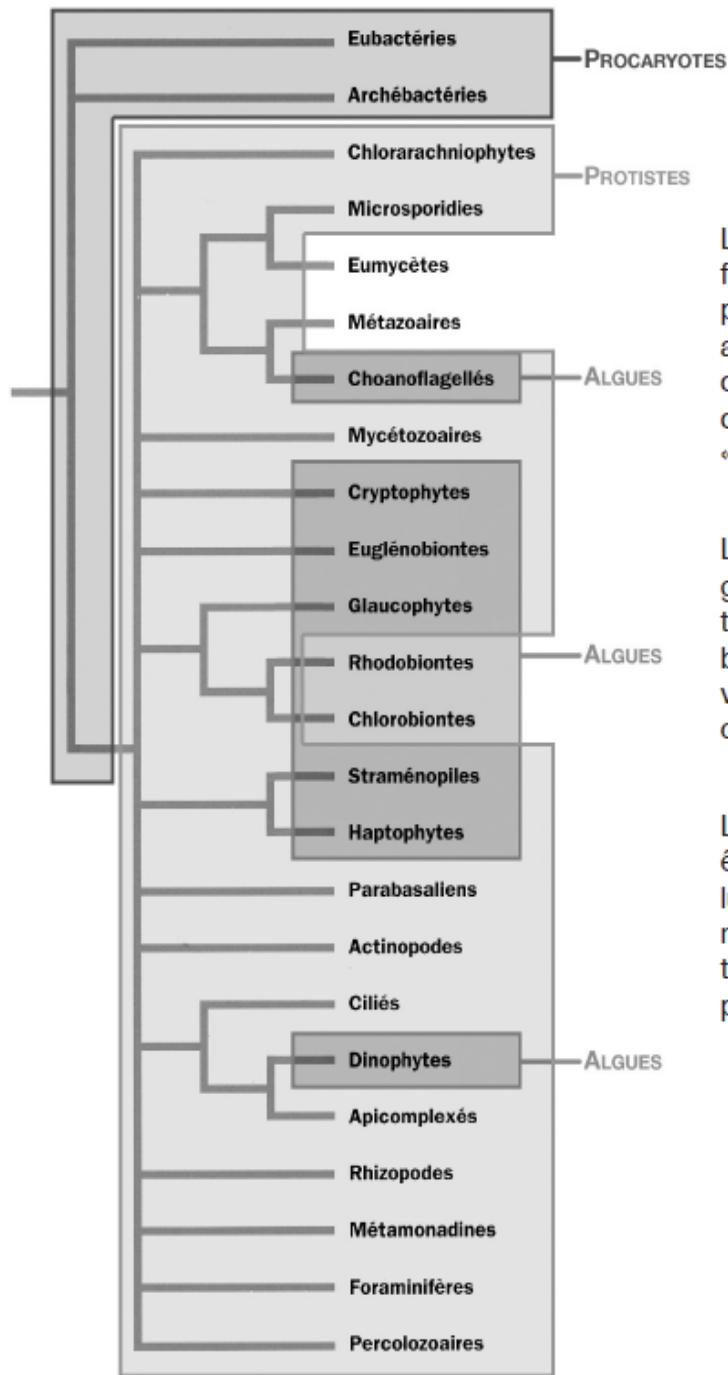 Eubactéries
PROCARYOTES
Archébactéries
Chlorarachniophytes
PROTISTES
Microsporidies
Eumycètes
Métazoaires
Choanoflagellés
ALGUES
Mycétozoaires
Cryptophytes
Euglénobiontes
Glaucophytes
Rhodobiontes
ALGUES
Chlorobiontes
Straménopiles
Haptophytes
Parabasaliens
Actinopodes
Ciliés
Dinophytes
ALGUES
Apicomplexés
Rhizopodes
Métamonadines
Foraminifères
Percolozoaires